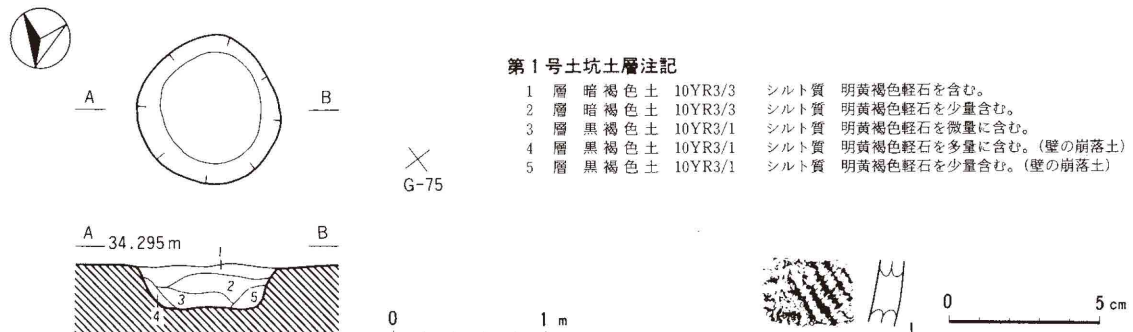 第1号土坑土層注記
1 層 暗褐色土 10YR3/3 シルト質 明黄褐色軽石を含む。
2 層 暗褐色土 10YR3/3 シルト質 明黄褐色軽石を少量含む。
3 層 黒褐色土 10YR3/1 シルト質 明黄褐色軽石を微量に含む。
4 層 黒褐色土 10YR3/1 シルト質 明黄褐色軽石を多量に含む。(壁の崩落土)
5 層 黒褐色土 10YR3/1 シルト質 明黄褐色軽石を少量含む。(壁の崩落土)
A B
G-75
A 34.295m B
1
2
3
5
4
0 1m
1
0 5cm